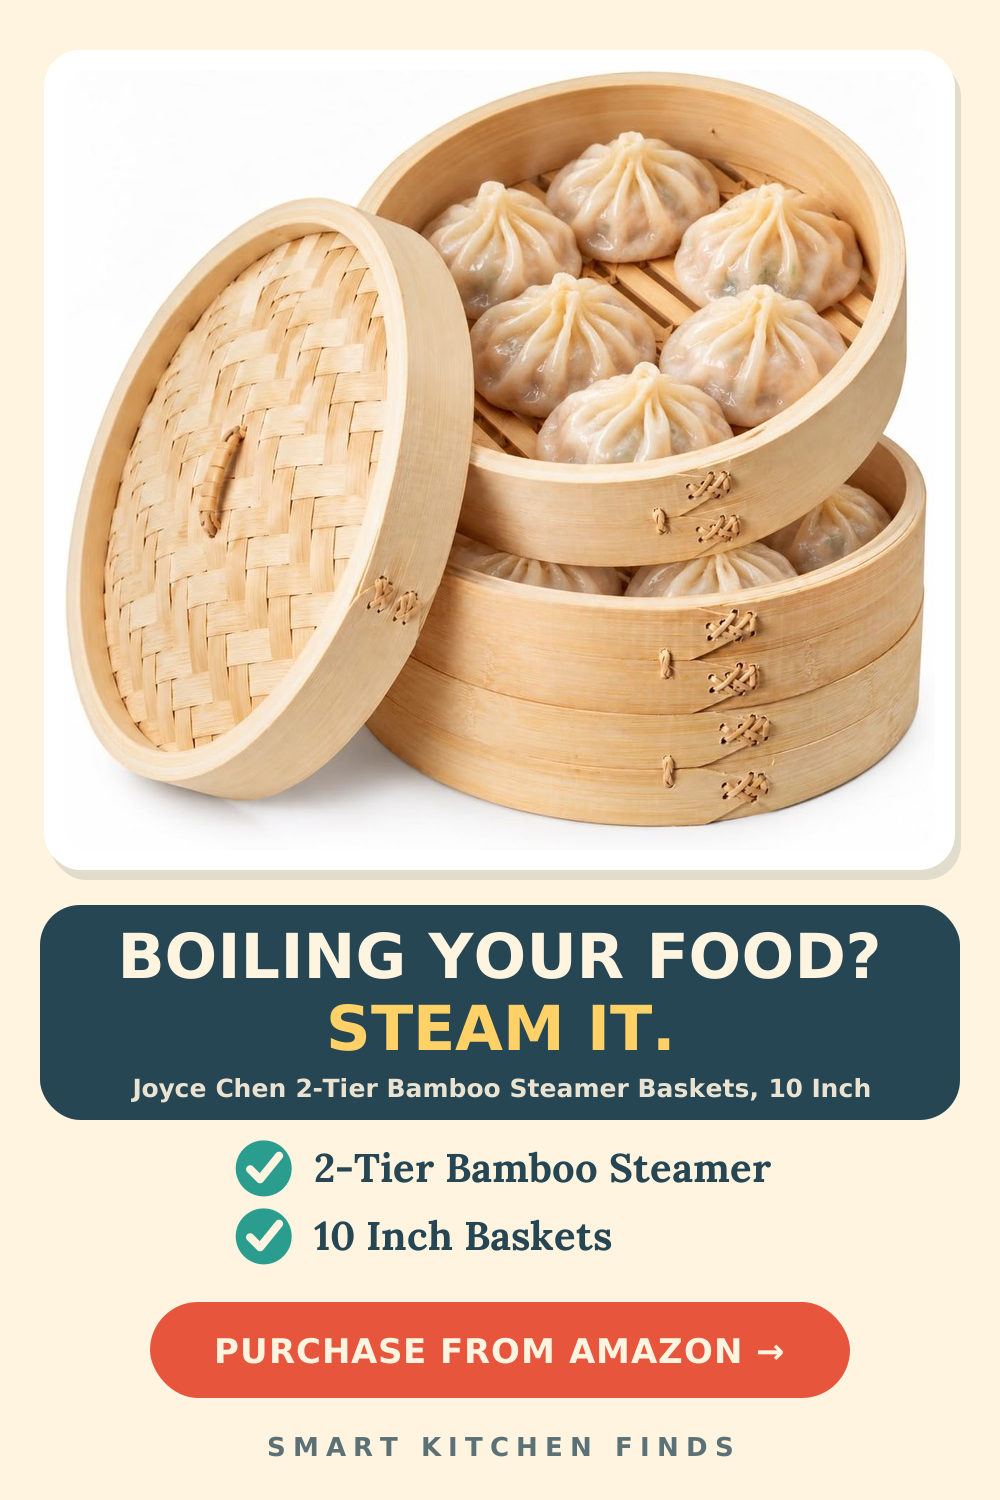 BOILING YOUR FOOD?
STEAM IT.
Joyce Chen 2-Tier Bamboo Steamer Baskets, 10 Inch
2-Tier Bamboo Steamer
10 Inch Baskets
PURCHASE FROM AMAZON →
SMART KITCHEN FINDS